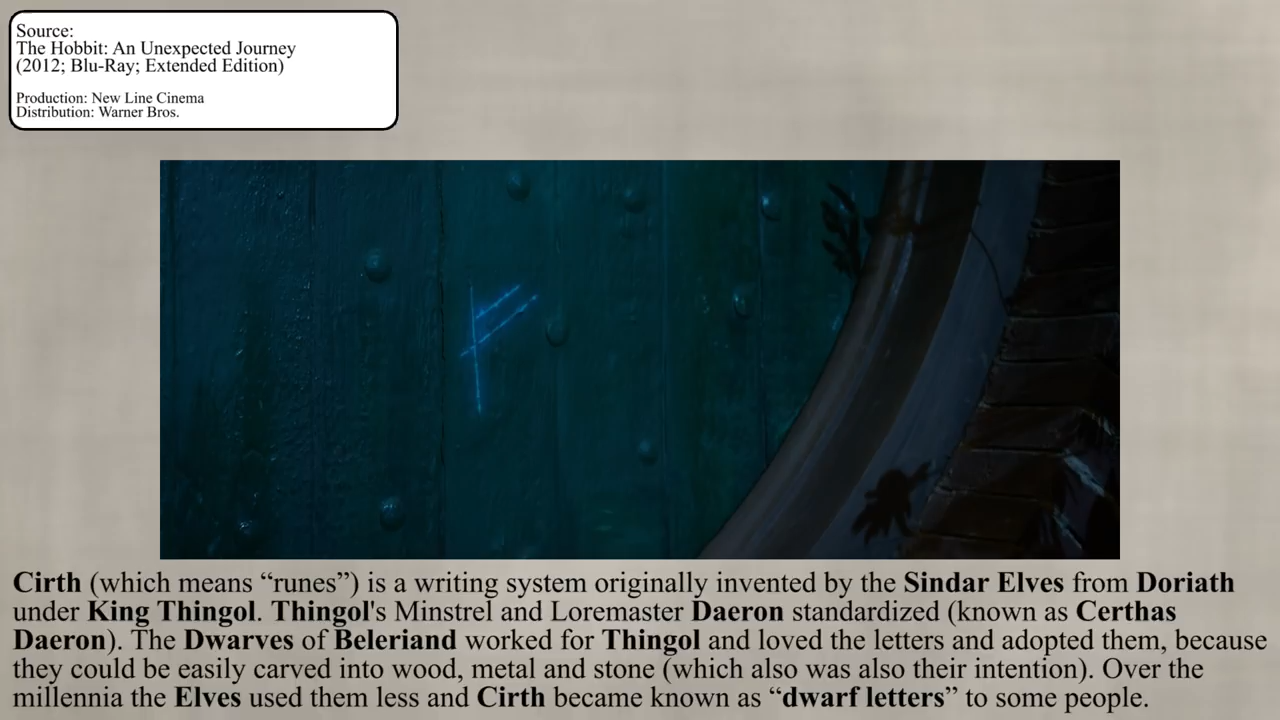 Source:
The Hobbit: An Unexpected Journey
(2012; Blu-Ray; Extended Edition)
Production: New Line Cinema
Distribution: Warner Bros.
ᚠ
Cirth (which means “runes”) is a writing system originally invented by the Sindar Elves from Doriath
under King Thingol. Thingol's Minstrel and Loremaster Daeron standardized (known as Certhas
Daeron). The Dwarves of Beleriand worked for Thingol and loved the letters and adopted them, because
they could be easily carved into wood, metal and stone (which also was also their intention). Over the
millennia the Elves used them less and Cirth became known as “dwarf letters” to some people.